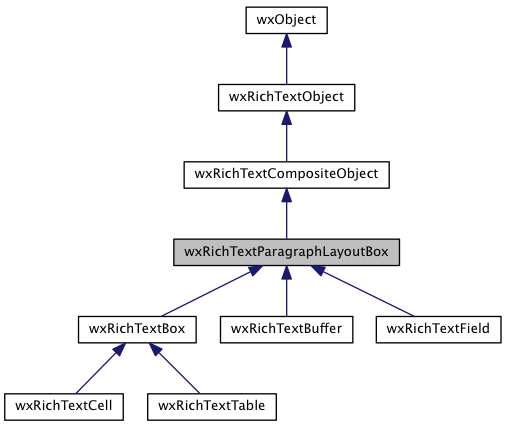 wxObject
wxRichTextObject
wxRichTextCompositeObject
wxRichTextParagraphLayoutBox
wxRichTextBox
wxRichTextBuffer
wxRichTextField
wxRichTextCell
wxRichTextTable